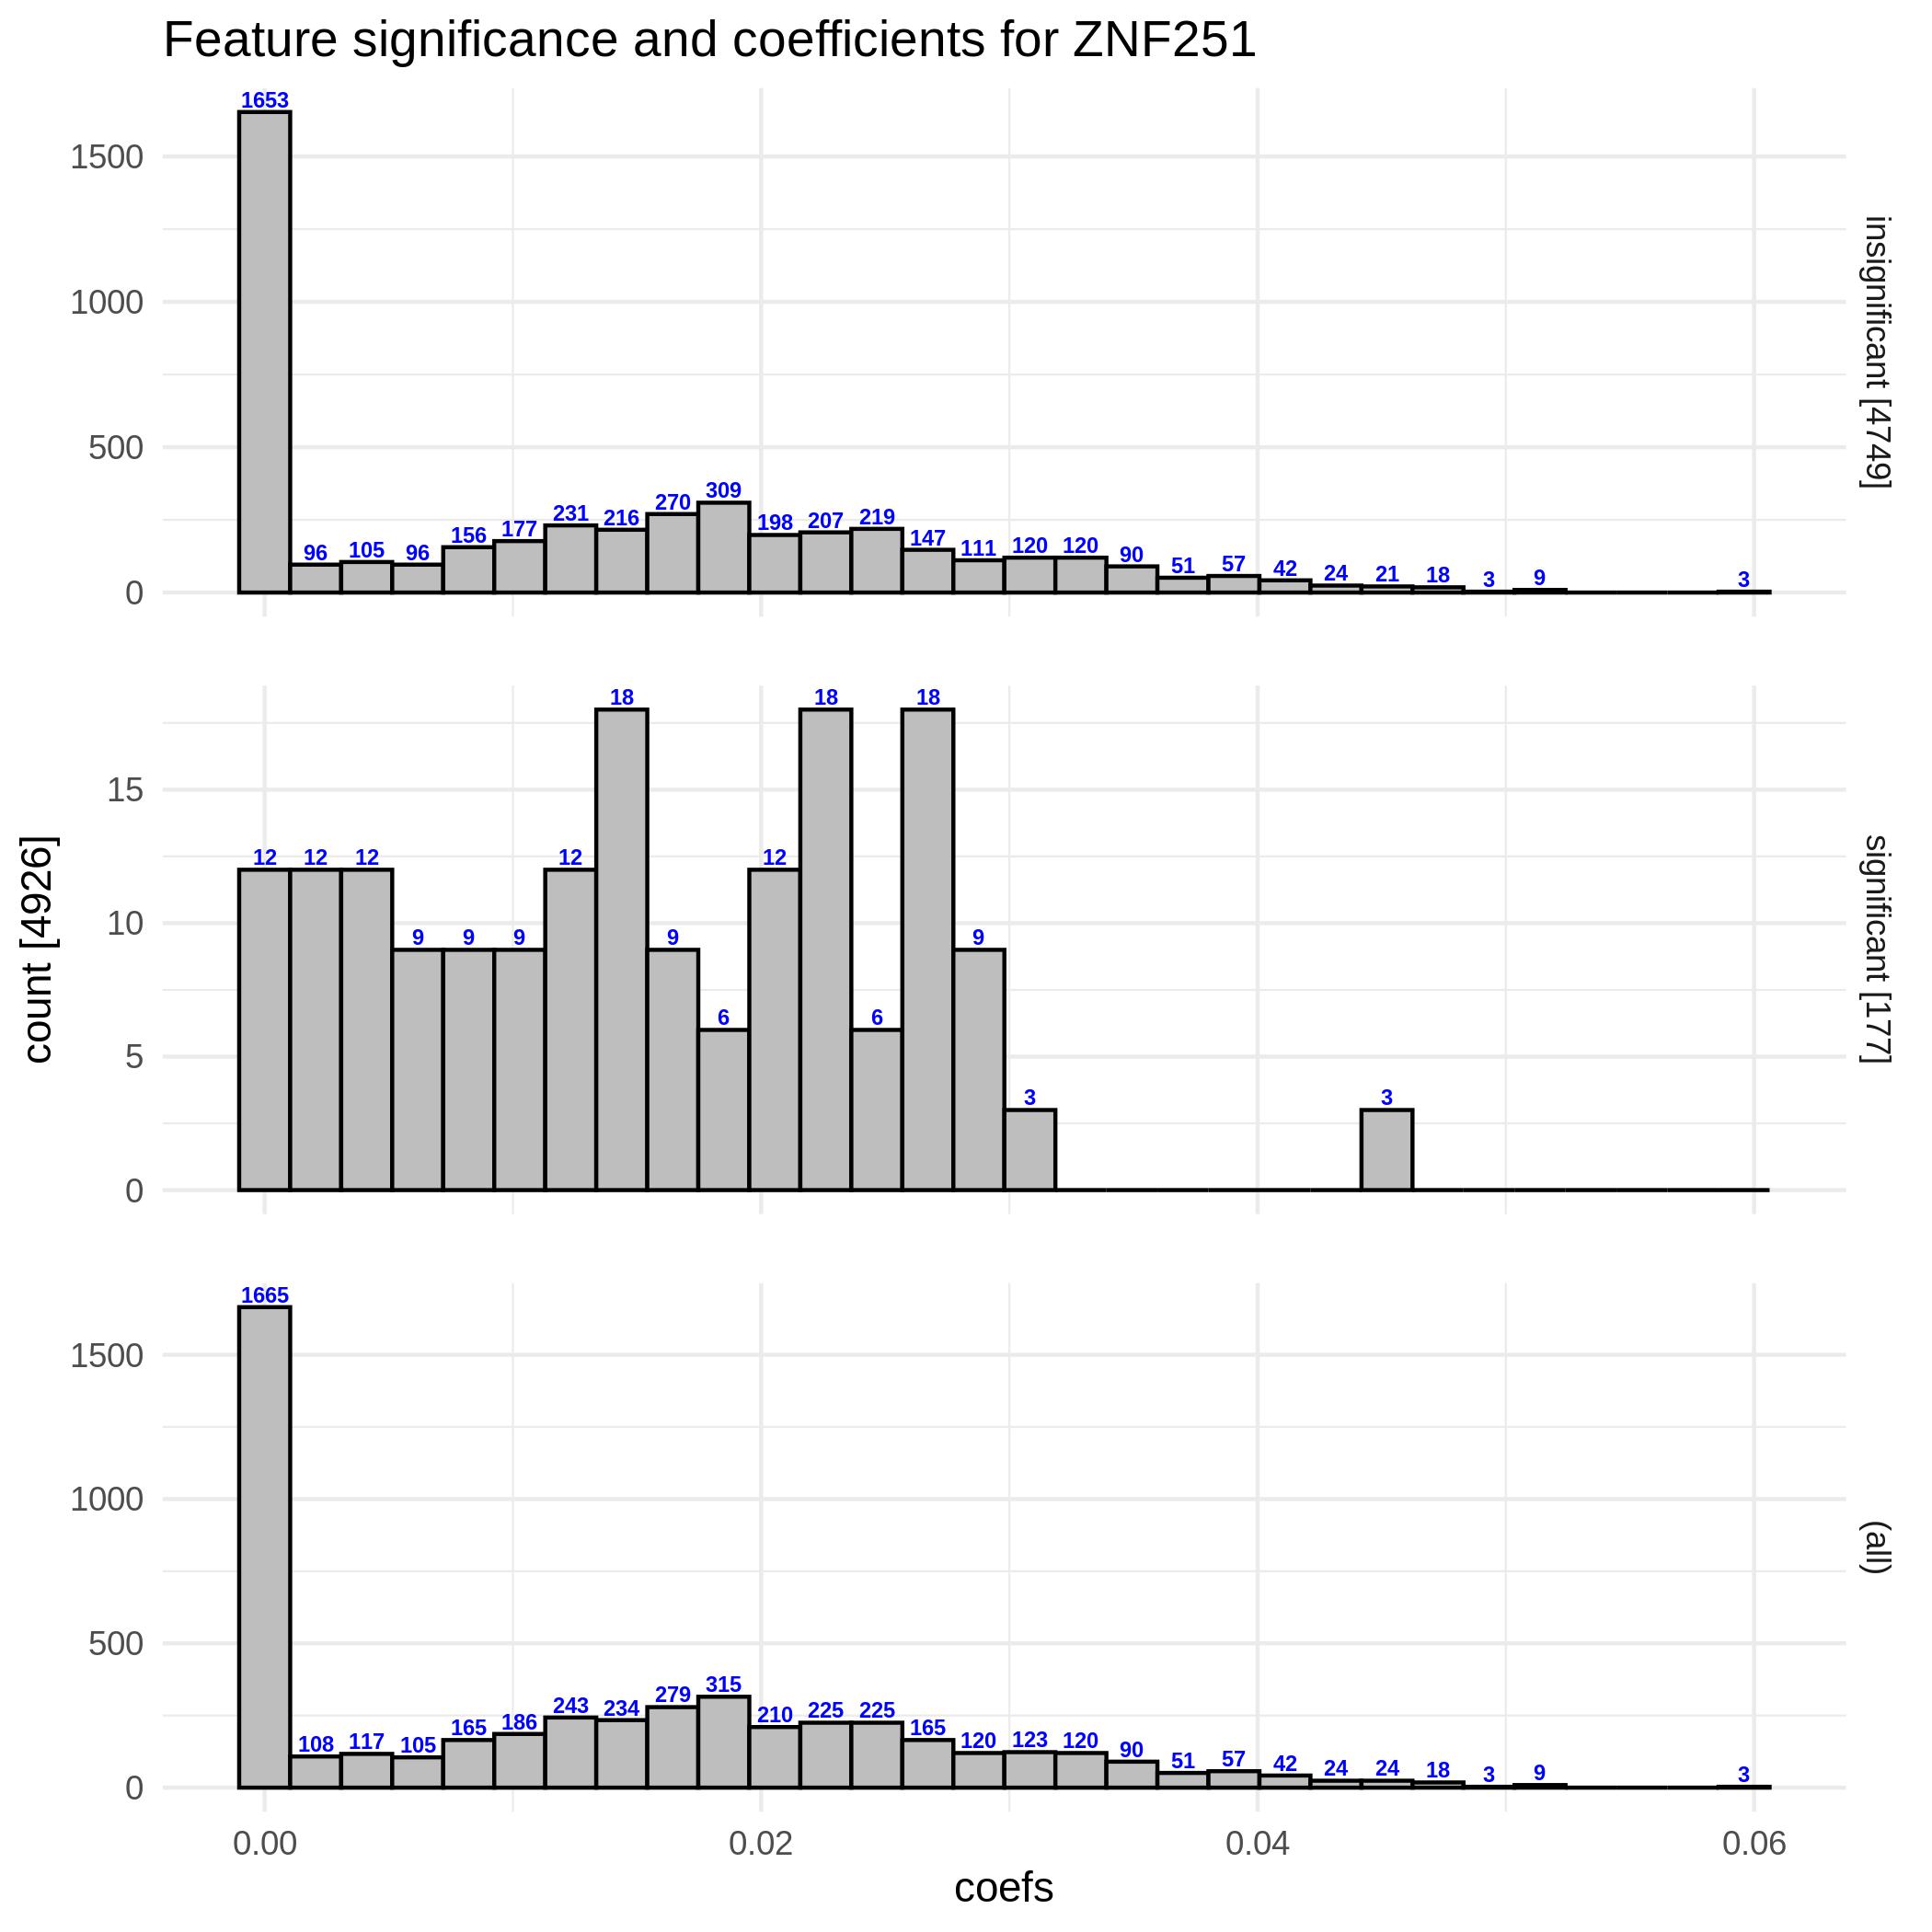 Feature significance and coefficients for ZNF251
1653
1500
1000
500
0
96 105 96 156 177 231 216 270 309 198 207 219 147 111 120 120 90 51 57 42 24 21 18 3 9 3
insignificant [4749]
count [4926]
15
10
5
0
12 12 12 9 9 9 12 18 9 6 12 18 6 18 9 3 3
significant [177]
1665
1500
1000
500
0
108 117 105 165 186 243 234 279 315 210 225 225 165 120 123 120 90 51 57 42 24 24 18 3 9 3
(all)
0.00 0.02 0.04 0.06
coefs